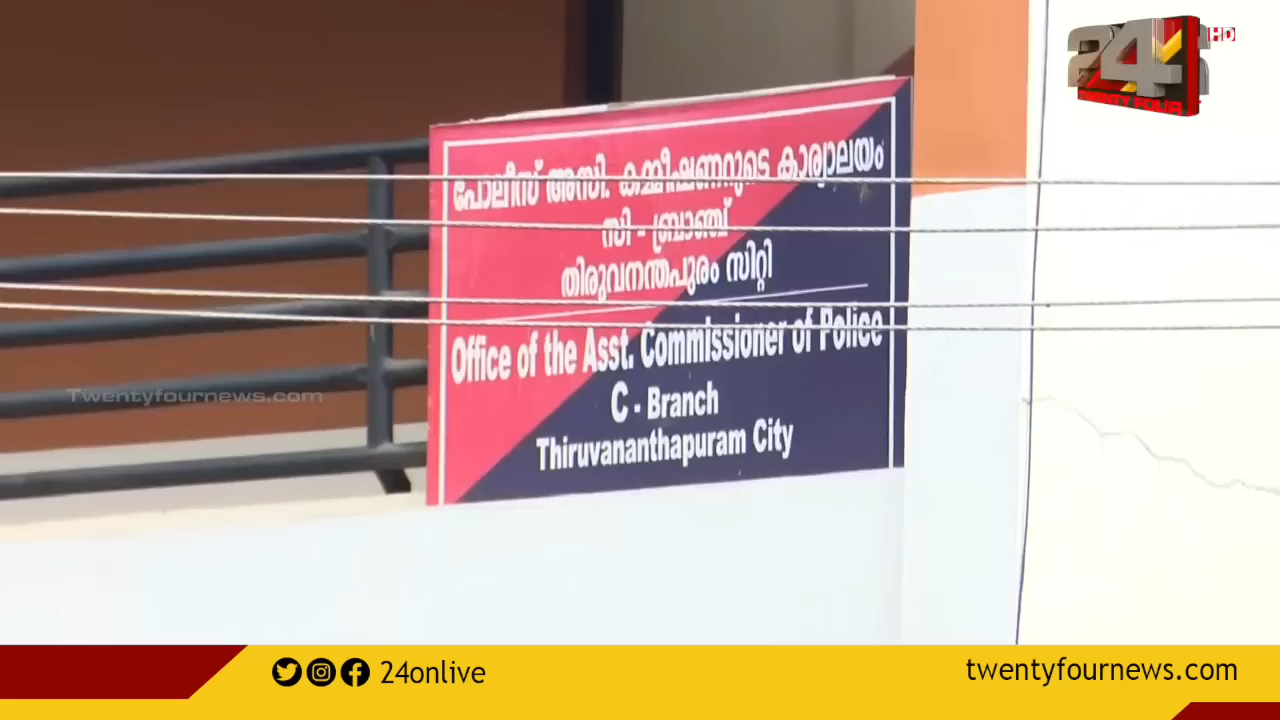 24
HD
TWENTY FOUR
പോലീസ് അസി. കമ്മീഷണറുടെ കാര്യാലയം
സി - ബ്രാഞ്ച്
തിരുവനന്തപുരം സിറ്റി
Office of the Asst. Commissioner of Police
C - Branch
Thiruvananthapuram City
Twentyfournews.com
24onlive
twentyfournews.com